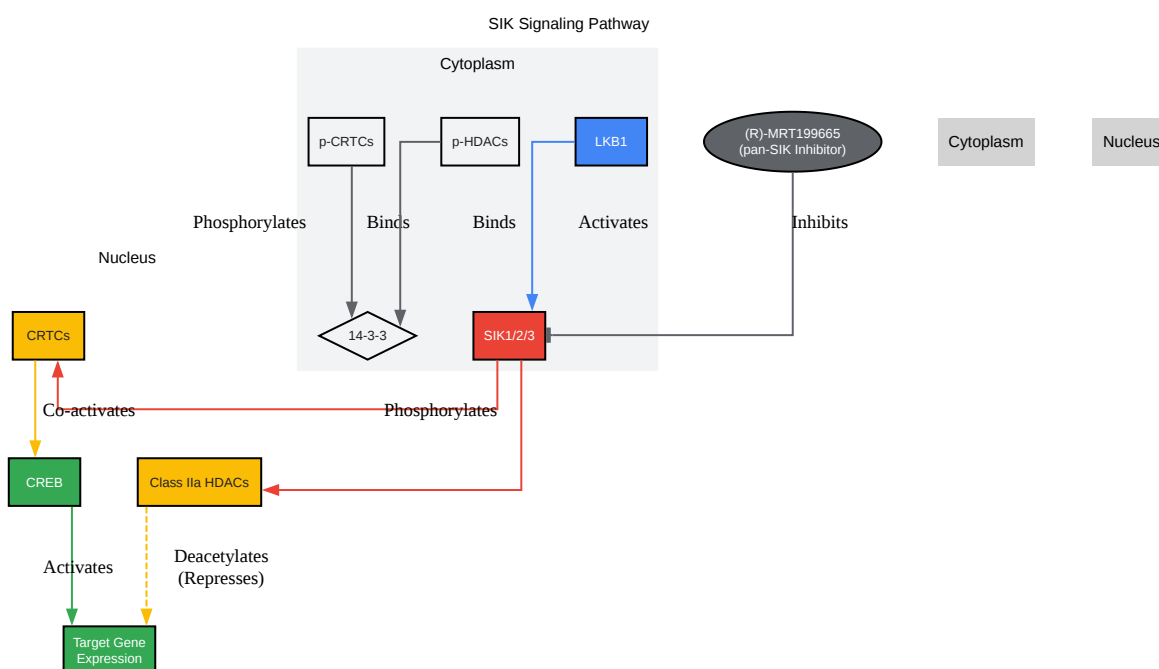 SIK Signaling Pathway
Cytoplasm
p-CRTCs
p-HDACs
LKB1
(R)-MRT199665
(pan-SIK Inhibitor)
Cytoplasm
Nucleus
Phosphorylates
Binds
Binds
Activates
Inhibits
Nucleus
CRTCs
14-3-3
SIK1/2/3
Co-activates
Phosphorylates
CREB
Class IIa HDACs
Activates
Deacetylates
(Represses)
Target Gene
Expression